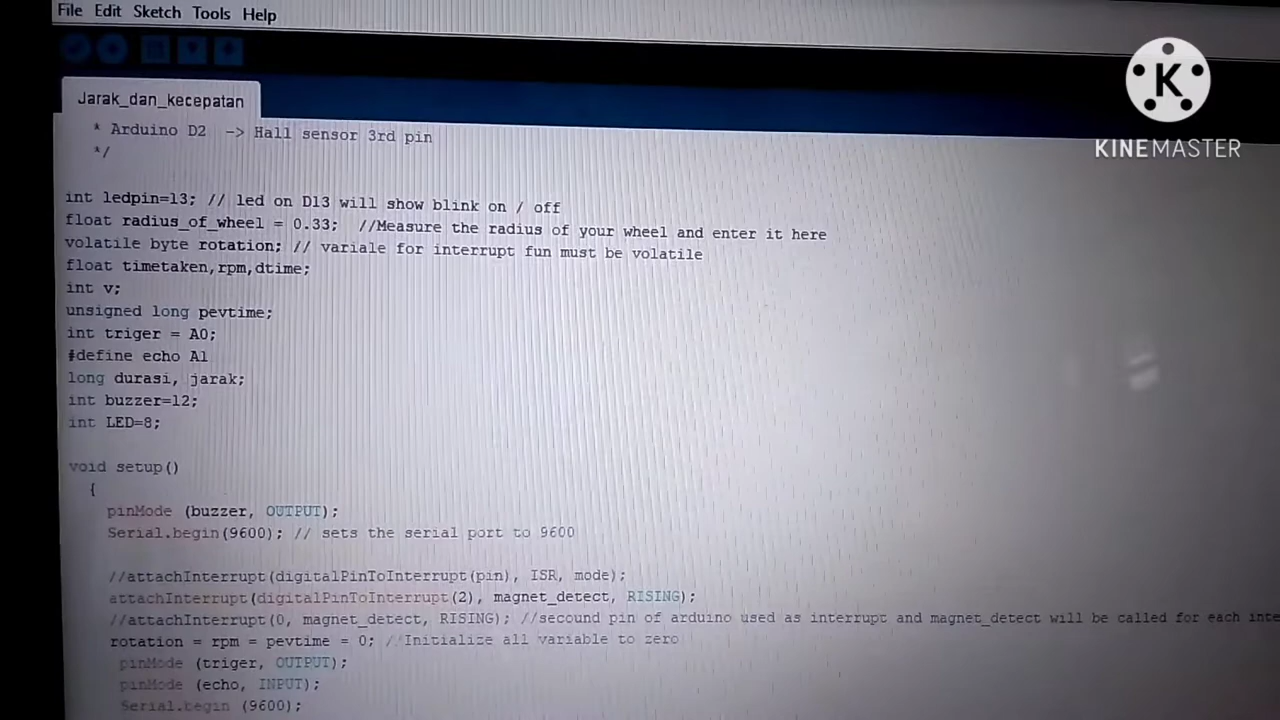 File Edit Sketch Tools Help
K
KINEMASTER
Jarak_dan_kecepatan
* Arduino D2 -> Hall sensor 3rd pin
*/
int ledpin=13; // led on D13 will show blink on / off
float radius_of_wheel = 0.33; //Measure the radius of your wheel and enter it here
volatile byte rotation; // variale for interrupt fun must be volatile
float timetaken,rpm,dtime;
int v;
unsigned long pevtime;
int triger = A0;
#define echo A1
long durasi, jarak;
int buzzer=12;
int LED=8;
void setup()
{
pinMode (buzzer, OUTPUT);
Serial.begin(9600); // sets the serial port to 9600
//attachInterrupt(digitalPinToInterrupt(pin), ISR, mode);
attachInterrupt(digitalPinToInterrupt(2), magnet_detect, RISING);
//attachInterrupt(0, magnet_detect, RISING); //secound pin of arduino used as interrupt and magnet_detect will be called for each inte
rotation = rpm = pevtime = 0; //Initialize all variable to zero
pinMode (triger, OUTPUT);
pinMode (echo, INPUT);
Serial.begin (9600);